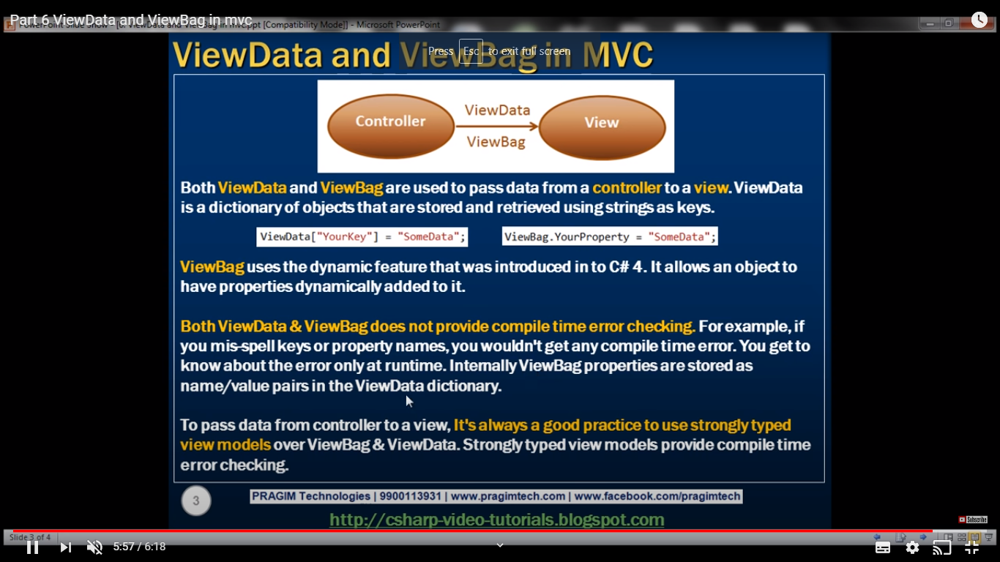 Part 6 ViewData and ViewBag in mvc
PowerPoint Slide Show - [6. ViewData and ViewBag in mvc.ppt [Compatibility Mode]] - Microsoft PowerPoint
ViewData and ViewBag in MVC
Press Esc to exit full screen
Controller
ViewData
ViewBag
View
Both ViewData and ViewBag are used to pass data from a controller to a view. ViewData
is a dictionary of objects that are stored and retrieved using strings as keys.
ViewData["YourKey"] = "SomeData";
ViewBag.YourProperty = "SomeData";
ViewBag uses the dynamic feature that was introduced in to C# 4. It allows an object to
have properties dynamically added to it.
Both ViewData & ViewBag does not provide compile time error checking. For example, if
you mis-spell keys or property names, you wouldn't get any compile time error. You get to
know about the error only at runtime. Internally ViewBag properties are stored as
name/value pairs in the ViewData dictionary.
To pass data from controller to a view, It's always a good practice to use strongly typed
view models over ViewBag & ViewData. Strongly typed view models provide compile time
error checking.
3
PRAGIM Technologies | 9900113931 | www.pragimtech.com | www.facebook.com/pragimtech
http://csharp-video-tutorials.blogspot.com
Subscribe
Slide 3 of 4
5:57 / 6:18